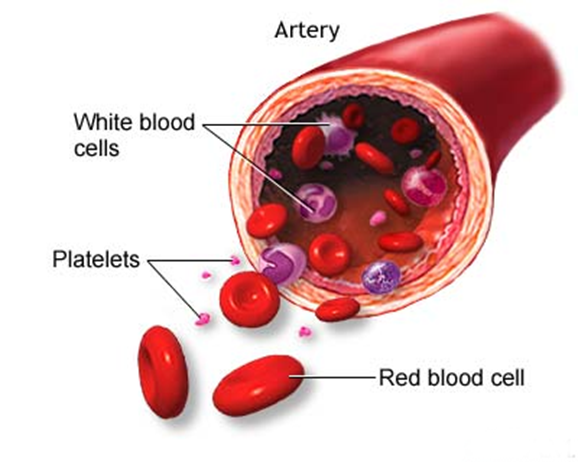 Artery
White blood
cells
Platelets
Red blood cell